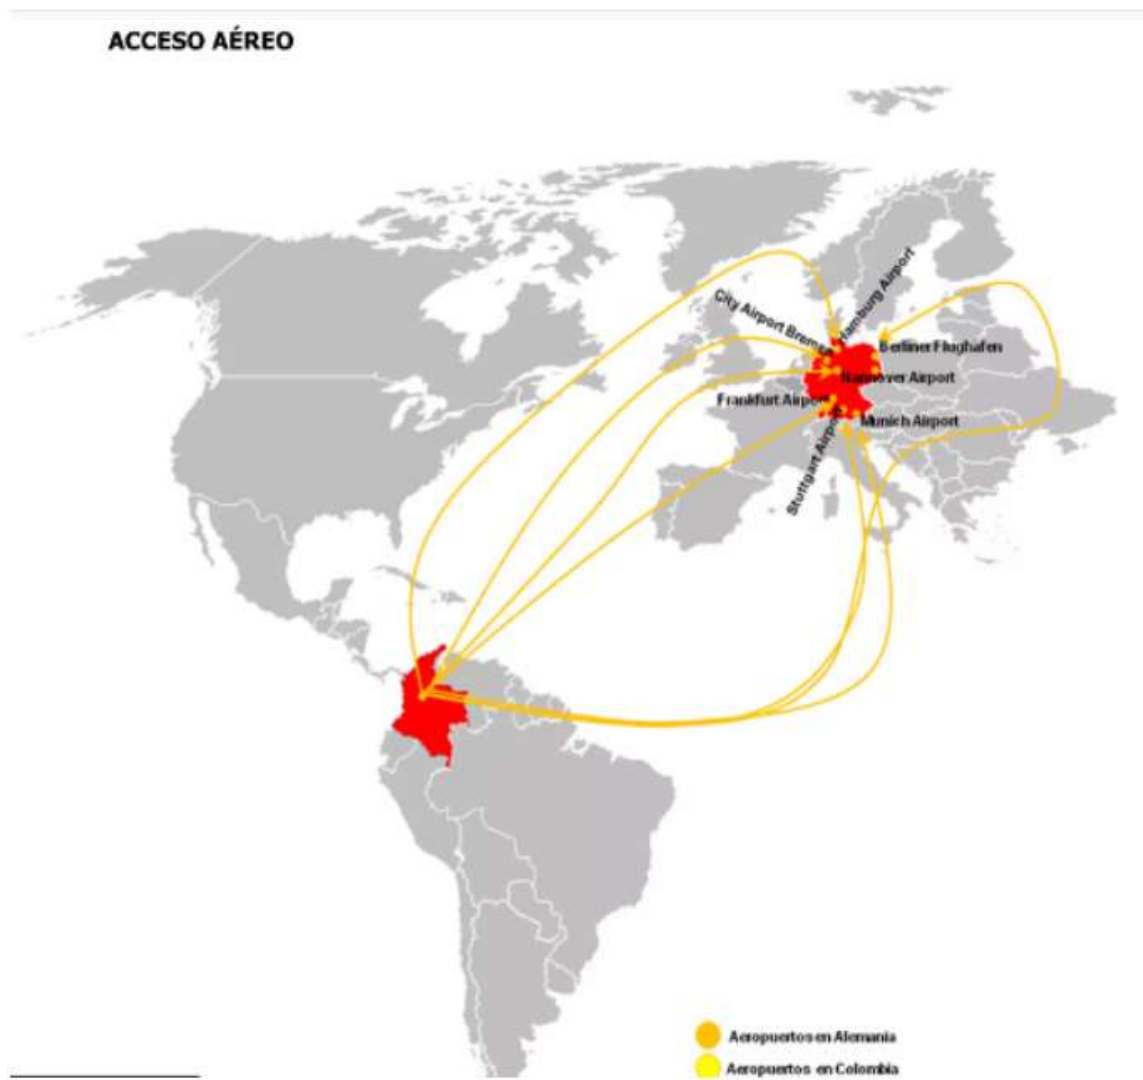 ACCESO AÉREO
Hamburg Airport
City Airport Bremen
Berliner Flughafen
Hannover Airport
Frankfurt Airport
Munich Airport
Stuttgart Airport
Aeropuertos en Alemania
Aeropuertos en Colombia